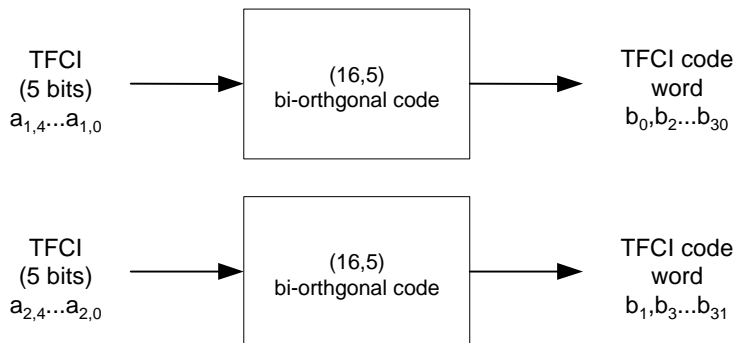 TFCI
(5 bits)
a1,4...a1,0
(16,5)
bi-orthgonal code
TFCI code
word
b0,b2...b30
TFCI
(5 bits)
a2,4...a2,0
(16,5)
bi-orthgonal code
TFCI code
word
b1,b3...b31